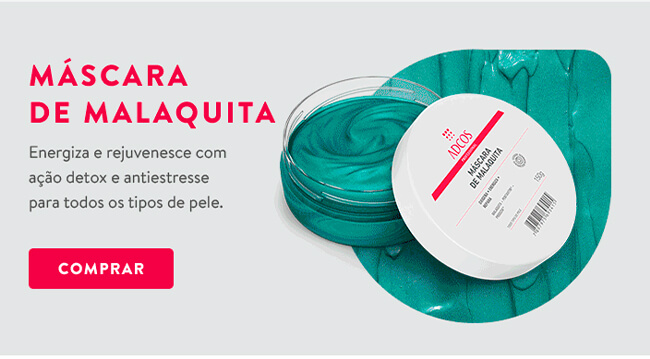 MÁSCARA
DE MALAQUITA
Energiza e rejuvenesce com
ação detox e antiestresse
para todos os tipos de pele.
COMPRAR
ADCOS
MÁSCARA
DE MALAQUITA
150g